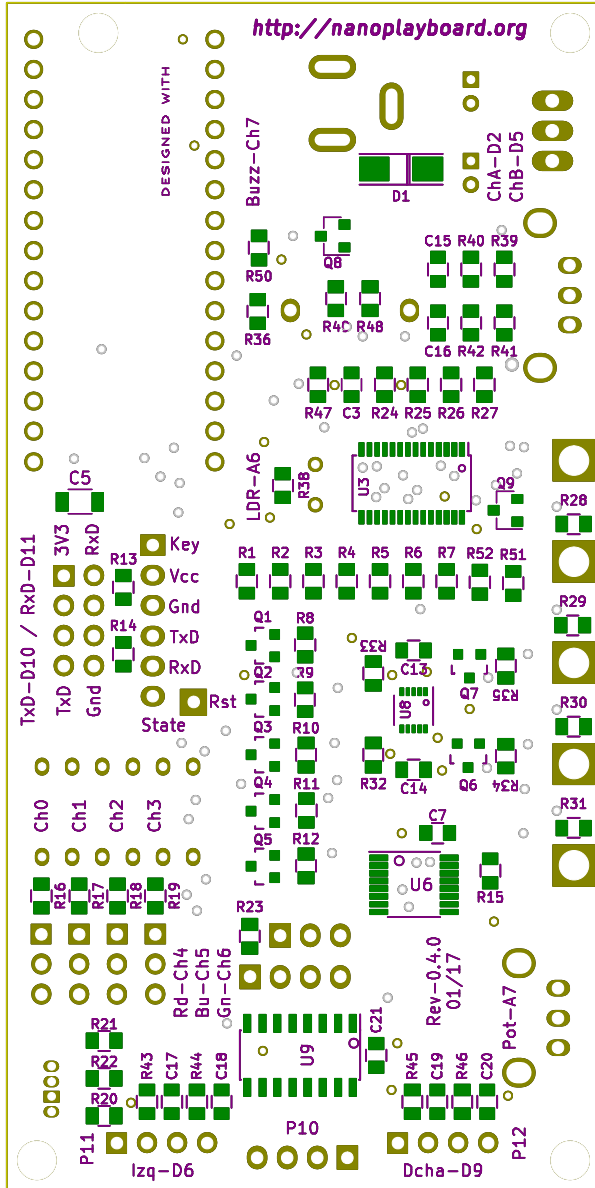 http://nanoplayboard.org
DESIGNED WITH
Buzz-Ch7
D1
ChA-D2
ChB-D5
Q8
R50
C15 R40 R39
R36
R48
C16 R42 R41
R47 C3 R24 R25 R26 R27
LDR-A6
R38
U3
Q9
R28
C5
TxD-D10 / RxD-D11
3V3 RxD
R13
Key
Vcc
Gnd
TxD
RxD
State
Rst
R14
TxD Gnd
R1 R2 R3 R4 R5 R6 R7 R52 R51
R29
Q1 R8
R33 C13 Q7 R35
Q2 R9
U8
Q3 R10
R30
R32 C14 Q6 R34
Q4 R11
Ch0 Ch1 Ch2 Ch3
R31
Q5 R12
C7
U6
R15
R16 R17 R18 R19
R23
Rd-Ch4
Bu-Ch5
Gn-Ch6
Rev-0.4.0
01/17
Pot-A7
R21
R22
R20
U9
C21
R43 C17 R44 C18
R45 C19 R46 C20
P11
P10
P12
Izq-D6
Dcha-D9